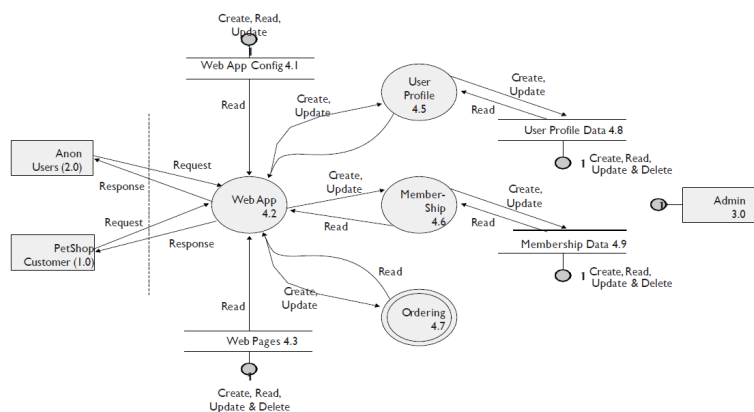 Create, Read,
Update
1
Web App Config 4.1
Read
User
Profile
4.5
Create,
Update
Read
User Profile Data 4.8
1 Create, Read,
Update & Delete
Create,
Update
Anon
Users (2.0)
Request
Response
Web App
4.2
Create,
Update
Read
Member-
Ship
4.6
Create,
Update
Read
Membership Data 4.9
1 Create, Read,
Update & Delete
1
Admin
3.0
PetShop
Customer (1.0)
Request
Response
Read
Read
Create,
Update
Ordering
4.7
Web Pages 4.3
1
Create, Read,
Update & Delete